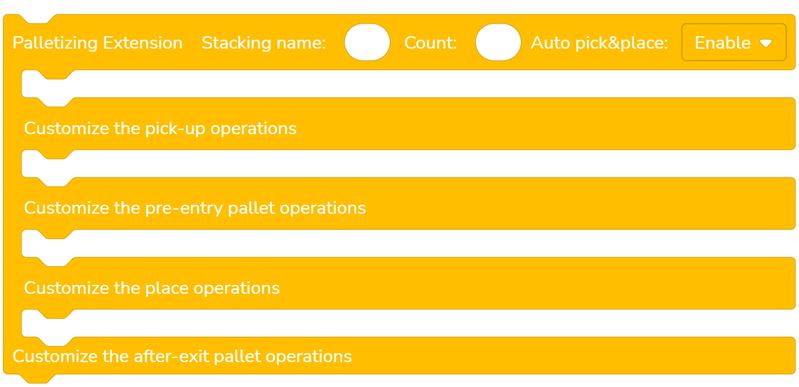 Palletizing Extension Stacking name: Count: Auto pick&place: Enable
Customize the pick-up operations
Customize the pre-entry pallet operations
Customize the place operations
Customize the after-exit pallet operations